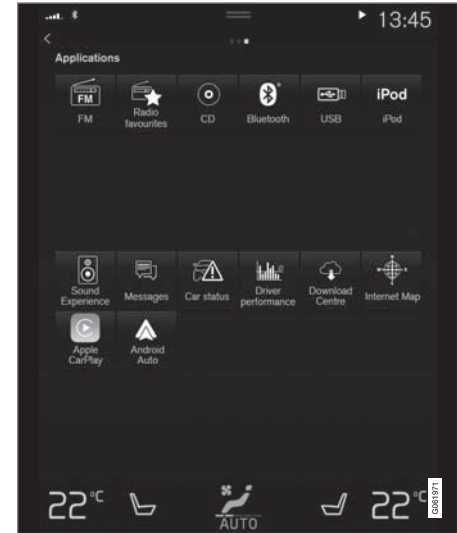 13:45
Applications
FM
FM
Radio
favourites
CD
Bluetooth
USB
iPod
iPod
Sound
Experience
Messages
Car status
Driver
performance
Download
Centre
Internet Map
Apple
CarPlay
Android
Auto
22°C
AUTO
22°C
G061971